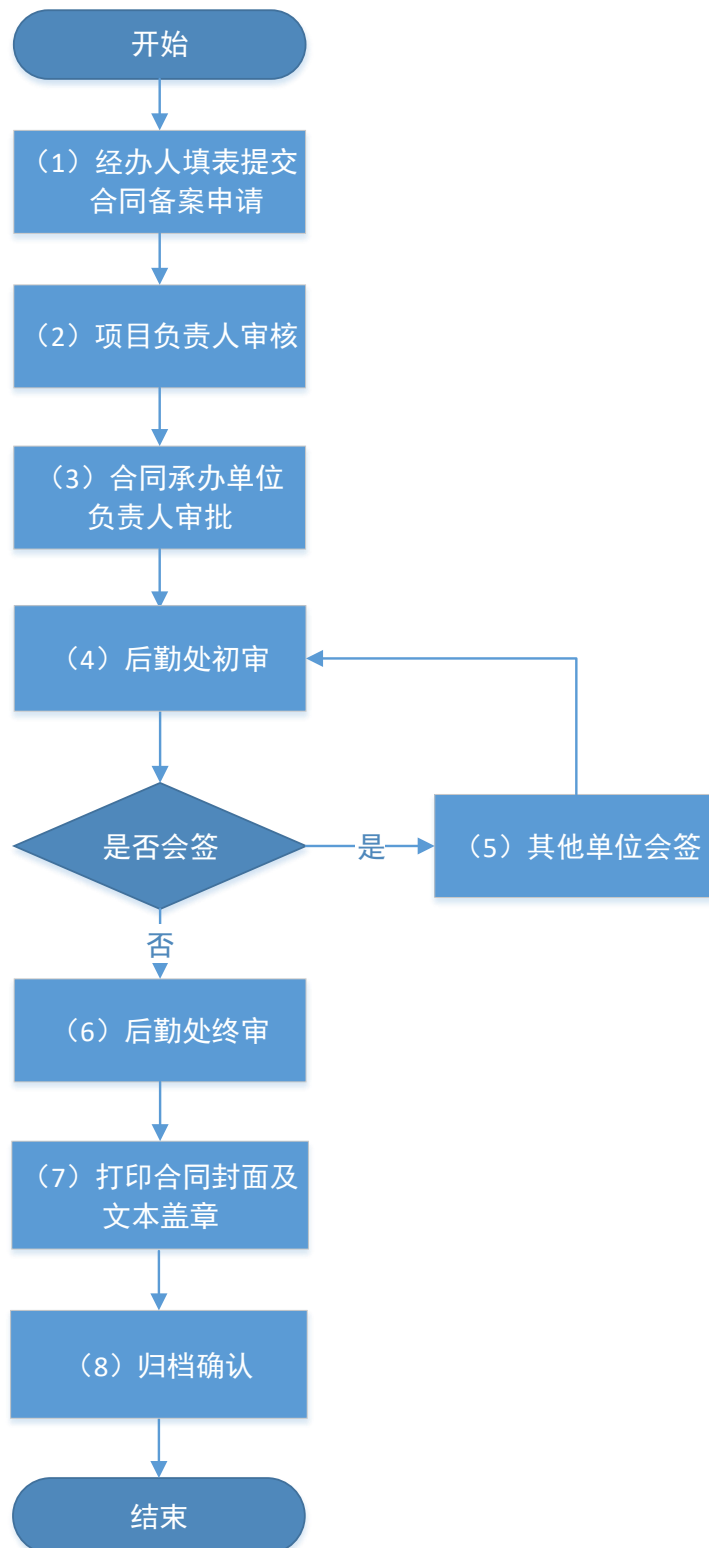 开始
（1）经办人填表提交
合同备案申请
（2）项目负责人审核
（3）合同承办单位
负责人审批
（4）后勤处初审
是否会签
是
（5）其他单位会签
否
（6）后勤处终审
（7）打印合同封面及
文本盖章
（8）归档确认
结束